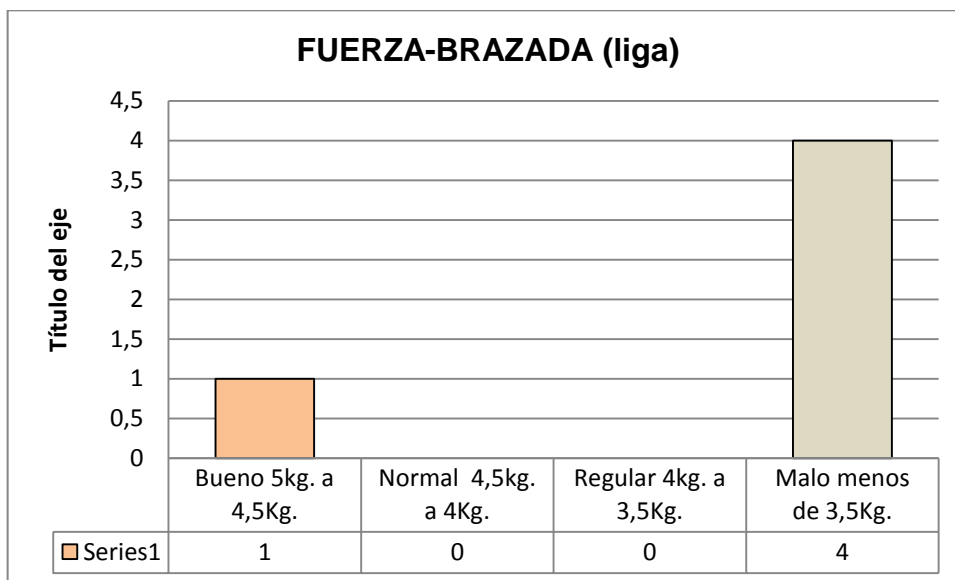 FUERZA-BRAZADA (liga)
4,5
4
3,5
3
2,5
2
1,5
1
0,5
0
Título del eje
Bueno 5kg. a
4,5Kg.
Normal 4,5kg.
a 4Kg.
Regular 4kg. a
3,5Kg.
Malo menos
de 3,5Kg.
Series1 1 0 0 4